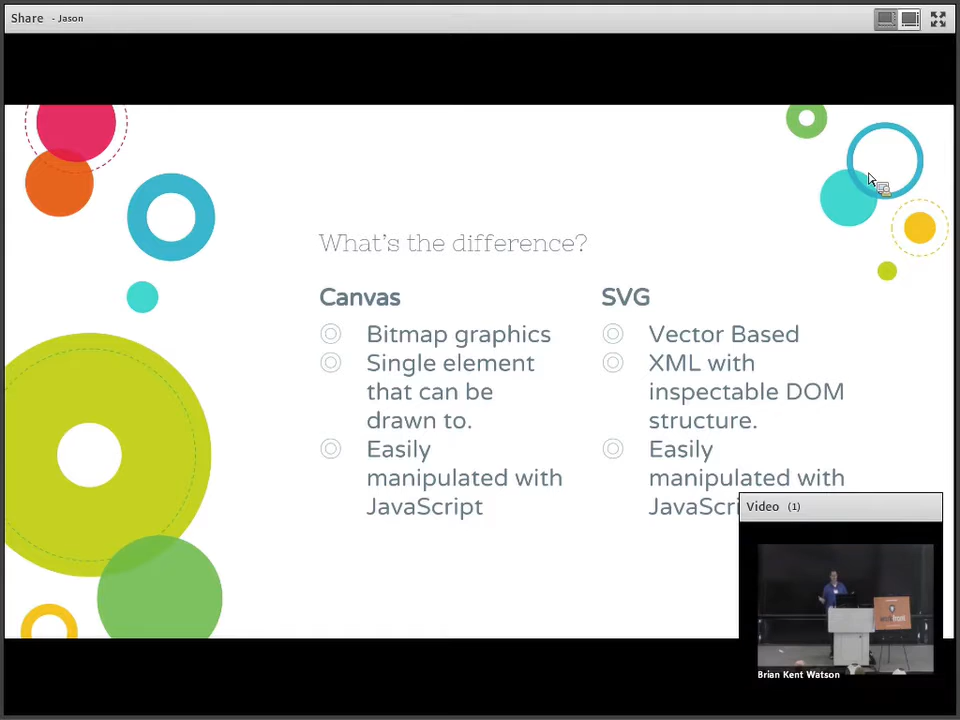 Share - Jason
What's the difference?
Canvas
Bitmap graphics
Single element
that can be
drawn to.
Easily
manipulated with
JavaScript
SVG
Vector Based
XML with
inspectable DOM
structure.
Easily
manipulated with
JavaScri
Video (1)
Brian Kent Watson